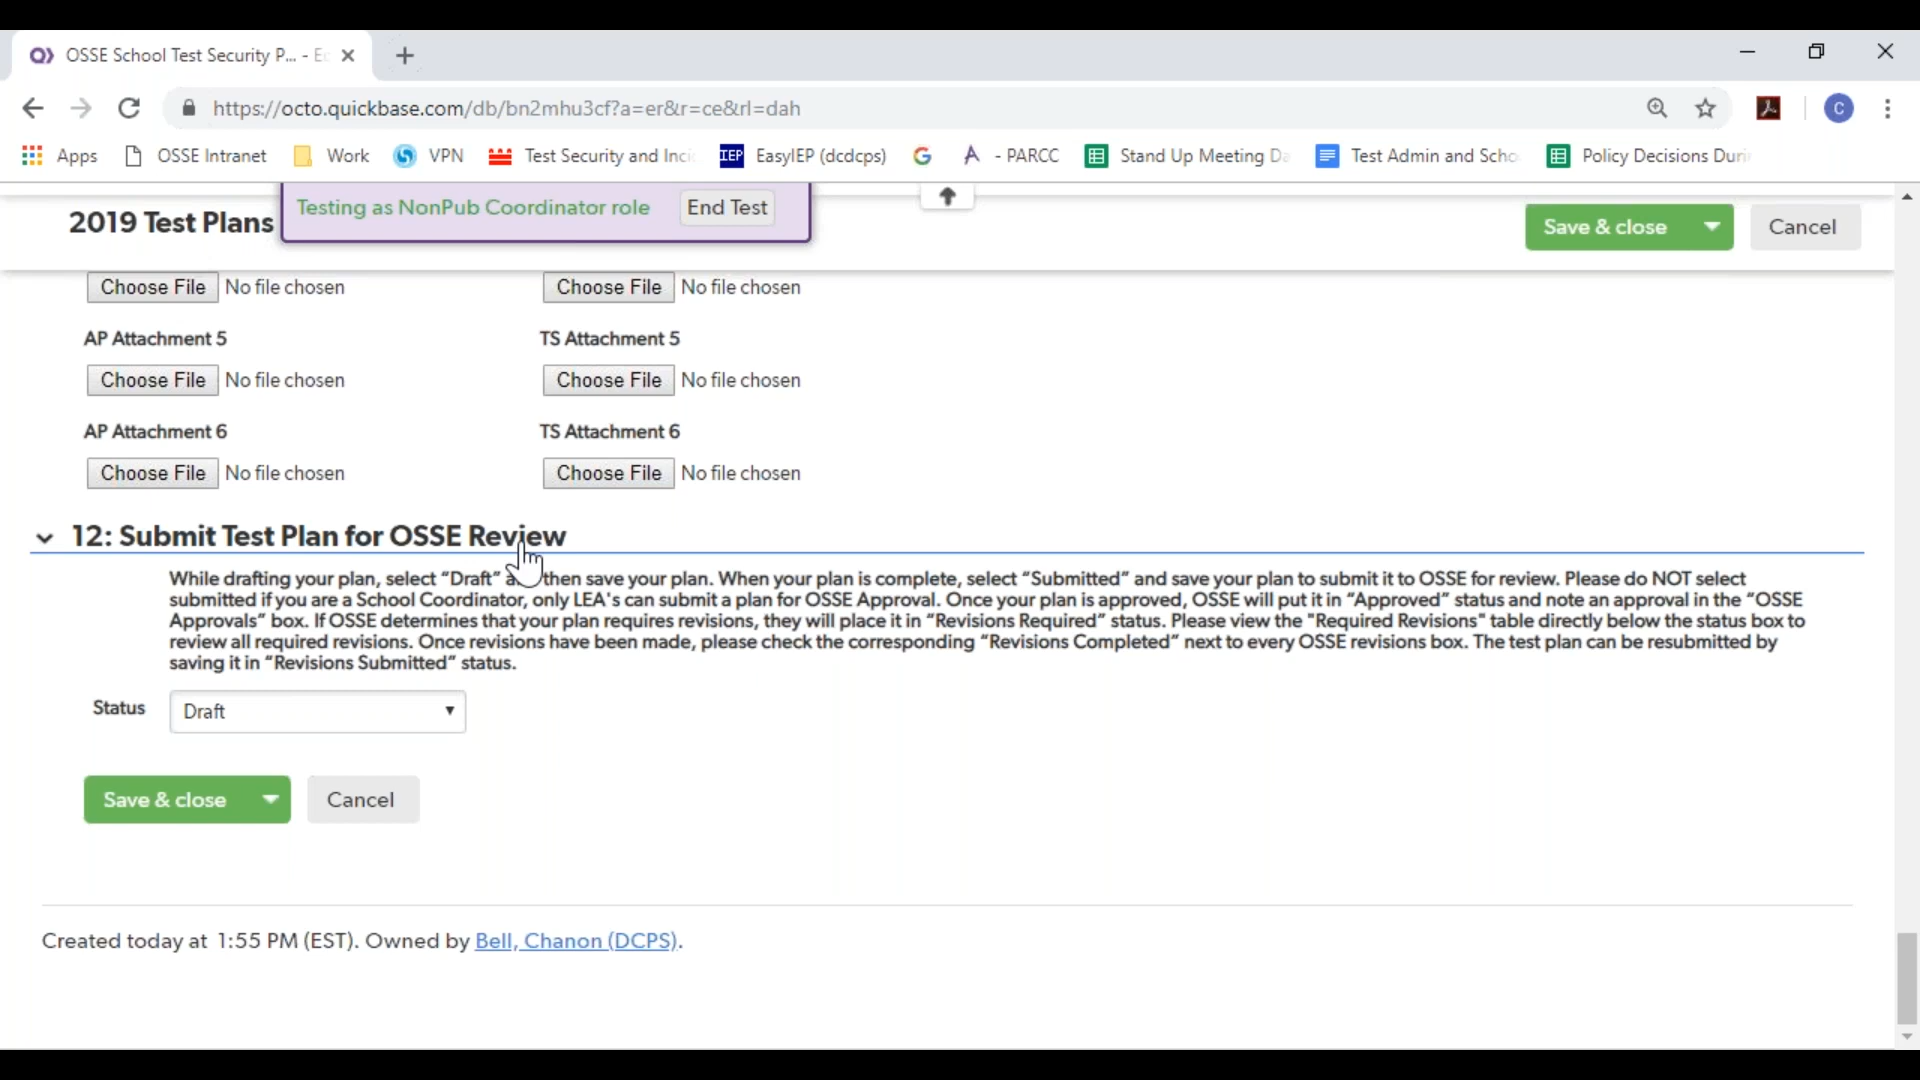 OSSE School Test Security P... - E
https://octo.quickbase.com/db/bn2mhu3cf?a=er&r=ce&rl=dah
C
Apps OSSE Intranet Work VPN Test Security and Inci IEP EasyIEP (dcdcps) G A - PARCC Stand Up Meeting Da Test Admin and Scho Policy Decisions Duri
2019 Test Plans Testing as NonPub Coordinator role End Test Save & close Cancel
Choose File No file chosen Choose File No file chosen
AP Attachment 5 TS Attachment 5
Choose File No file chosen Choose File No file chosen
AP Attachment 6 TS Attachment 6
Choose File No file chosen Choose File No file chosen
12: Submit Test Plan for OSSE Review
While drafting your plan, select “Draft” then save your plan. When your plan is complete, select “Submitted” and save your plan to submit it to OSSE for review. Please do NOT select
submitted if you are a School Coordinator, only LEA's can submit a plan for OSSE Approval. Once your plan is approved, OSSE will put it in “Approved” status and note an approval in the “OSSE
Approvals” box. If OSSE determines that your plan requires revisions, they will place it in “Revisions Required” status. Please view the "Required Revisions" table directly below the status box to
review all required revisions. Once revisions have been made, please check the corresponding “Revisions Completed” next to every OSSE revisions box. The test plan can be resubmitted by
saving it in “Revisions Submitted” status.
Status Draft
Save & close Cancel
Created today at 1:55 PM (EST). Owned by Bell, Chanon (DCPS).